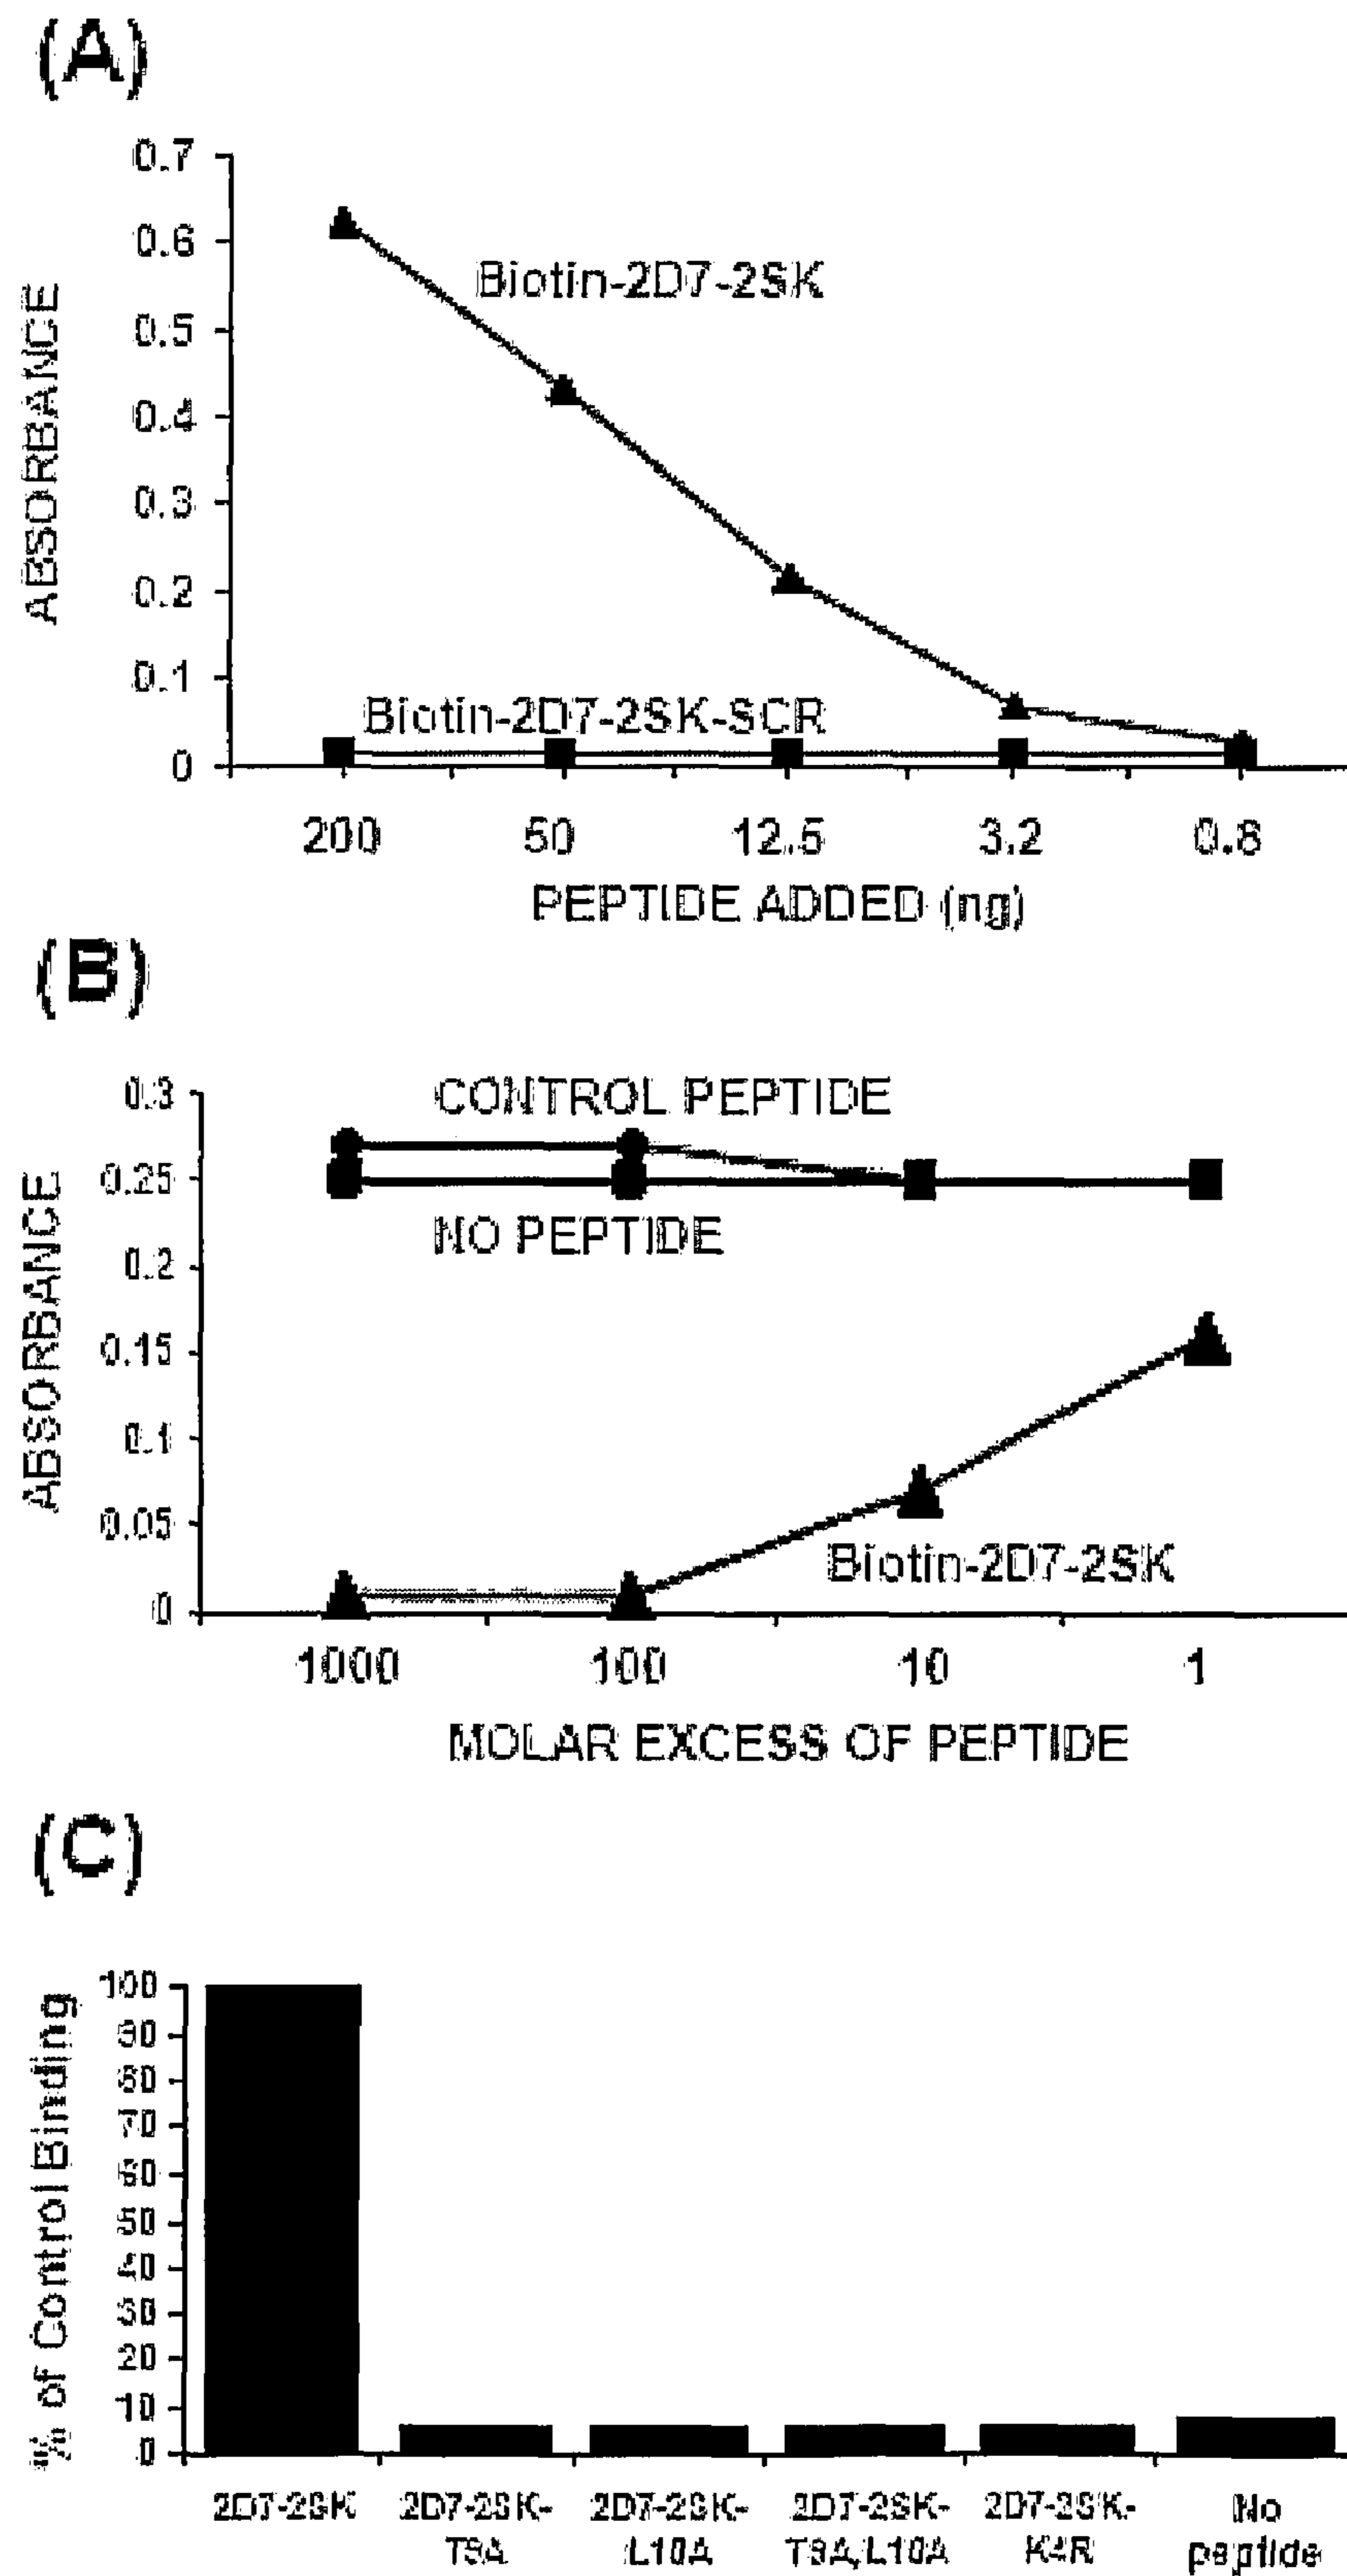 (A)
ABSORBANCE
0.7
0.6
0.5
0.4
0.3
0.2
0.1
0
Biotin-2D7-2SK
Biotin-2D7-2SK-SCR
200 50 12.5 3.2 0.8
PEPTIDE ADDED (ng)
(B)
ABSORBANCE
0.3
0.25
0.2
0.15
0.1
0.05
0
CONTROL PEPTIDE
NO PEPTIDE
Biotin-2D7-2SK
1000 100 10 1
MOLAR EXCESS OF PEPTIDE
(C)
% of Control Binding
100
90
80
70
60
50
40
30
20
10
0
2D7-2SK 2D7-2SK- 2D7-2SK- 2D7-2SK- 2D7-2SK- No
L10A K4R peptide